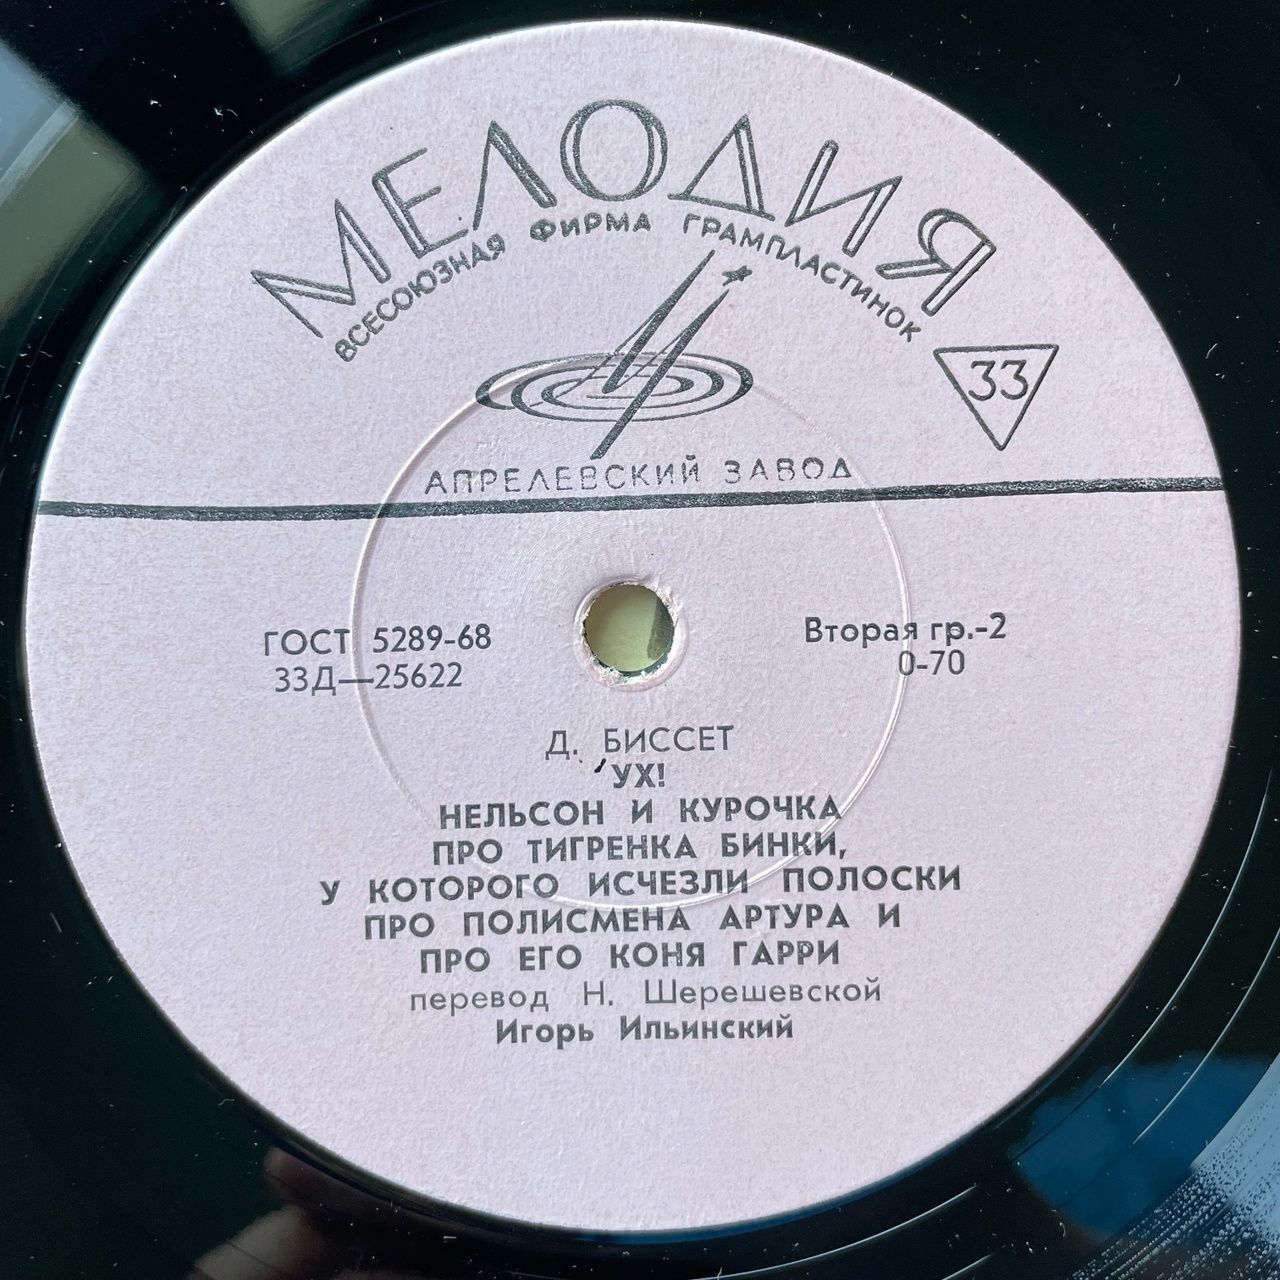 МЕЛОДИЯ
ВСЕСОЮЗНАЯ ФИРМА ГРАМПЛАСТИНОК
33
АПРЕЛЕВСКИЙ ЗАВОД
ГОСТ 5289-68
33Д—25622
Вторая гр.-2
0-70
Д. БИССЕТ
УХ!
НЕЛЬСОН И КУРОЧКА
ПРО ТИГРЕНКА БИНКИ,
У КОТОРОГО ИСЧЕЗЛИ ПОЛОСКИ
ПРО ПОЛИСМЕНА АРТУРА И
ПРО ЕГО КОНЯ ГАРРИ
перевод Н. Шерешевской
Игорь Ильинский